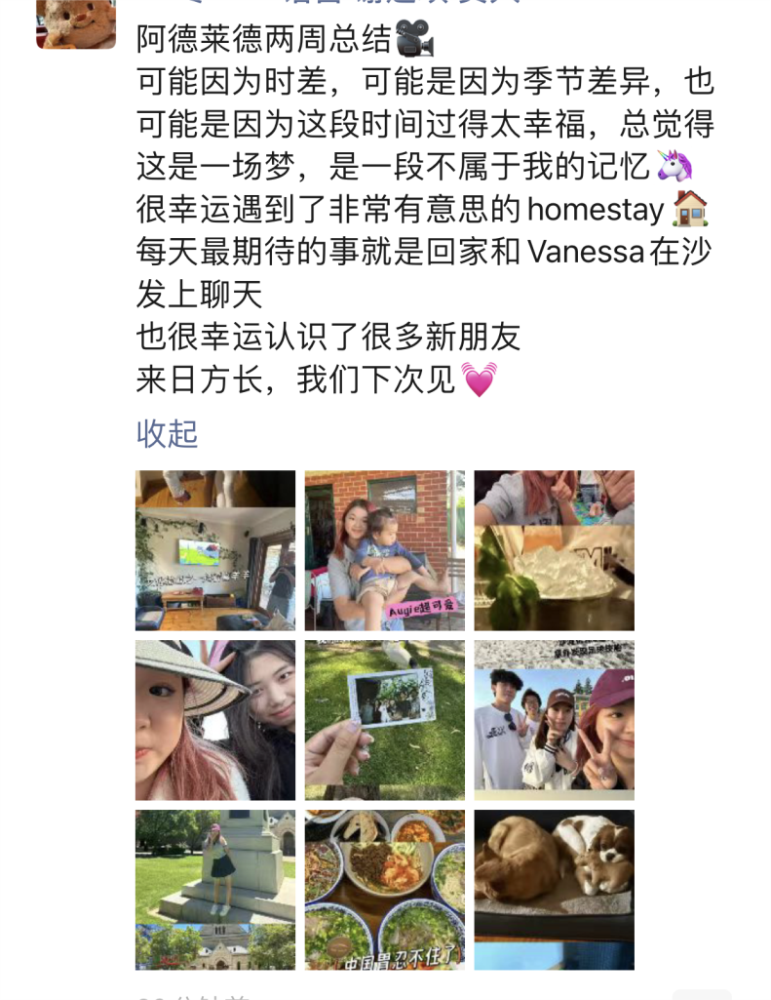 阿德莱德两周总结🎥
可能因为时差，可能是因为季节差异，也
可能是因为这段时间过得太幸福，总觉得
这是一场梦，是一段不属于我的记忆🦄
很幸运遇到了非常有意思的homestay🏠
每天最期待的事就是回家和Vanessa在沙
发上聊天
也很幸运认识了很多新朋友
来日方长，我们下次见💓
收起
Augie超可爱
中国胃忍不住了